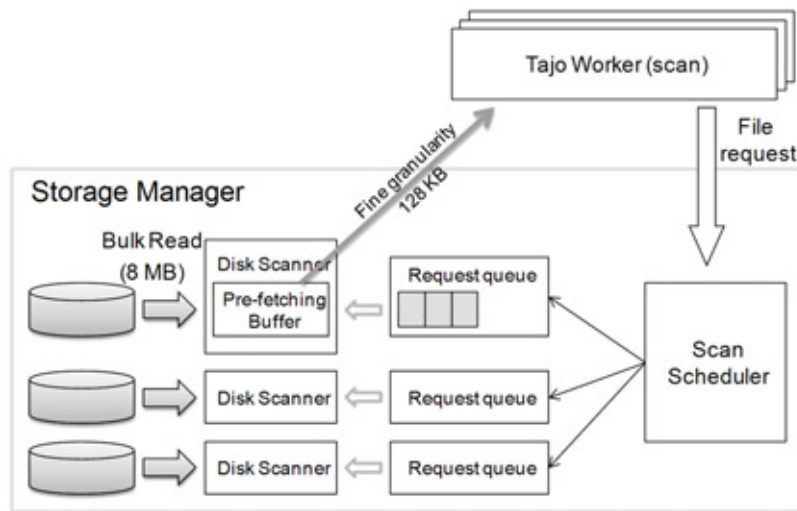 Tajo Worker (scan)
File
request
Fine granularity
128 KB
Storage Manager
Bulk Read
(8 MB)
Disk Scanner
Pre-fetching
Buffer
Request queue
Scan
Scheduler
Disk Scanner
Request queue
Disk Scanner
Request queue